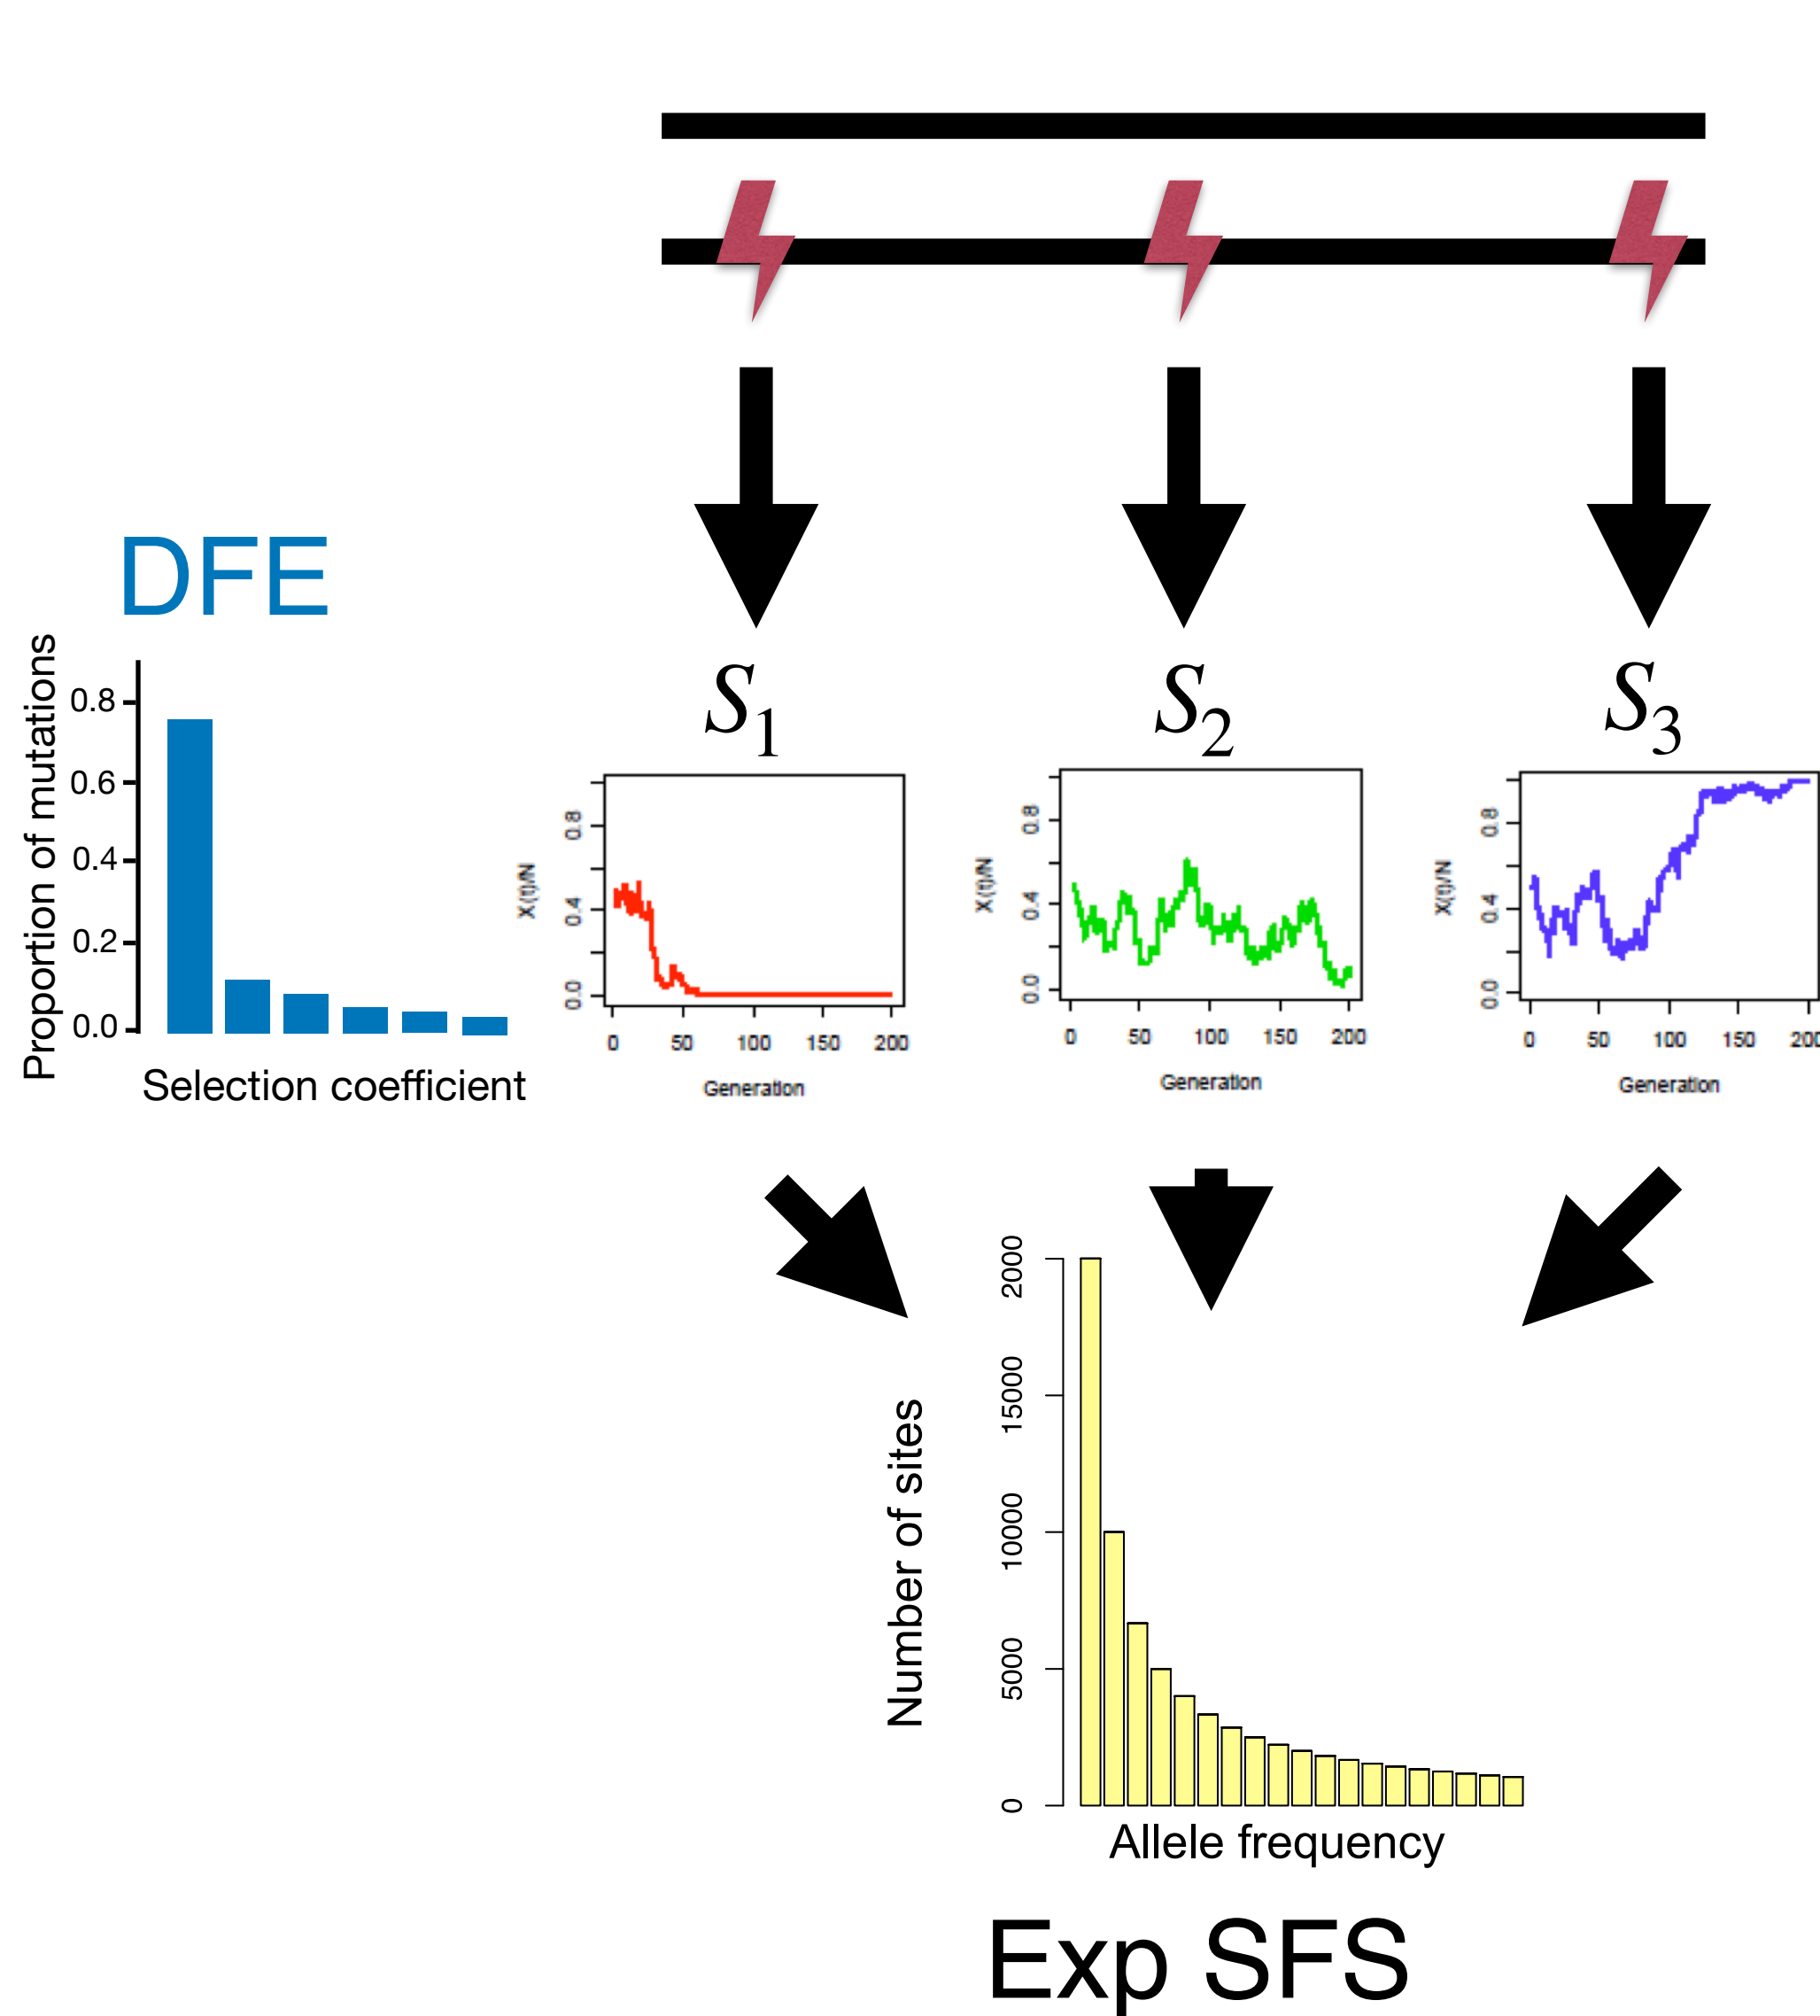 DFE
Proportion of mutations
0.8
0.6
0.4
0.2
0.0
Selection coefficient
S1
X(t)/N
0.8
0.4
0.0
0 50 100 150 200
Generation
S2
X(t)/N
0.8
0.4
0.0
0 50 100 150 200
Generation
S3
X(t)/N
0.8
0.4
0.0
0 50 100 150 200
Generation
Number of sites
2000
15000
10000
5000
0
Allele frequency
Exp SFS